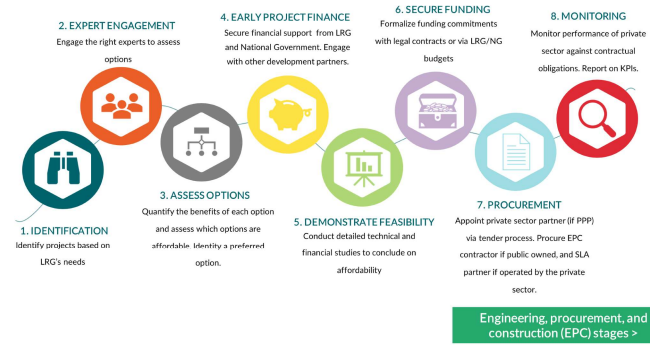 1. IDENTIFICATION
Identify projects based on
LRG's needs
2. EXPERT ENGAGEMENT
Engage the right experts to assess
options
3. ASSESS OPTIONS
Quantify the benefits of each option
and assess which options are
affordable. Identify a preferred
option.
4. EARLY PROJECT FINANCE
Secure financial support from LRG
and National Government. Engage
with other development partners.
5. DEMONSTRATE FEASIBILITY
Conduct detailed technical and
financial studies to conclude on
affordability
6. SECURE FUNDING
Formalize funding commitments
with legal contracts or via LRG/NG
budgets
7. PROCUREMENT
Appoint private sector partner (if PPP)
via tender process. Procure EPC
contractor if public owned, and SLA
partner if operated by the private
sector.
8. MONITORING
Monitor performance of private
sector against contractual
obligations. Report on KPIs.
Engineering, procurement, and
construction (EPC) stages >